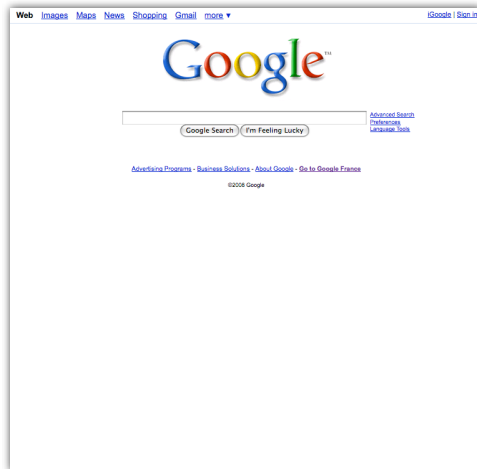 Web Images Maps News Shopping Gmail more ▼ iGoogle | Sign in
Google™
Advanced Search
Preferences
Language Tools
Google Search I'm Feeling Lucky
Advertising Programs - Business Solutions - About Google - Go to Google France
©2008 Google